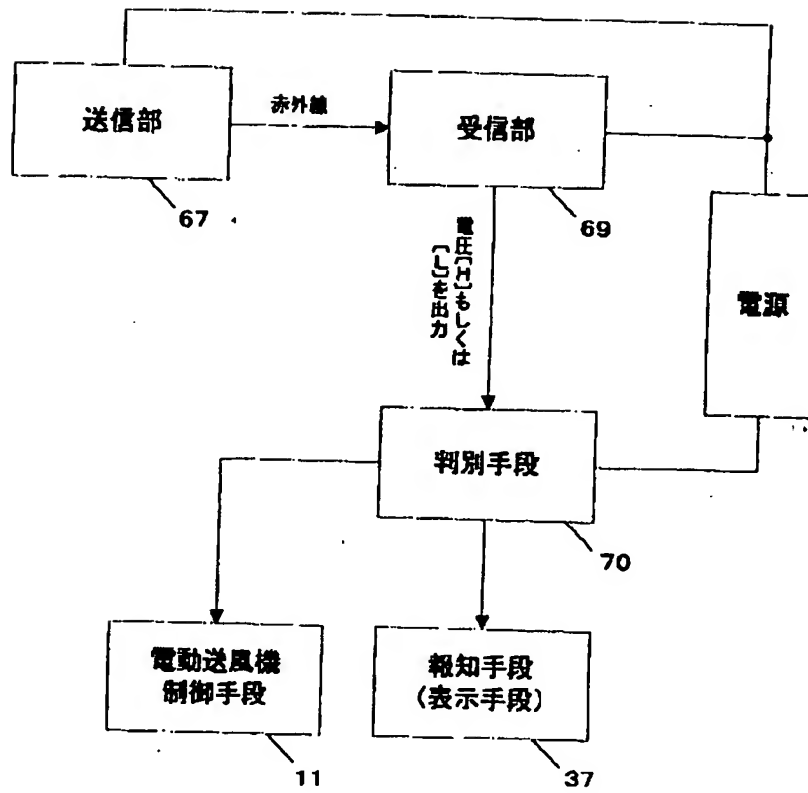 送信部
赤外線
受信部
67
69
電圧[H]もしくは
[L]を出力
電源
判別手段
70
電動送風機
制御手段
報知手段
(表示手段)
11
37